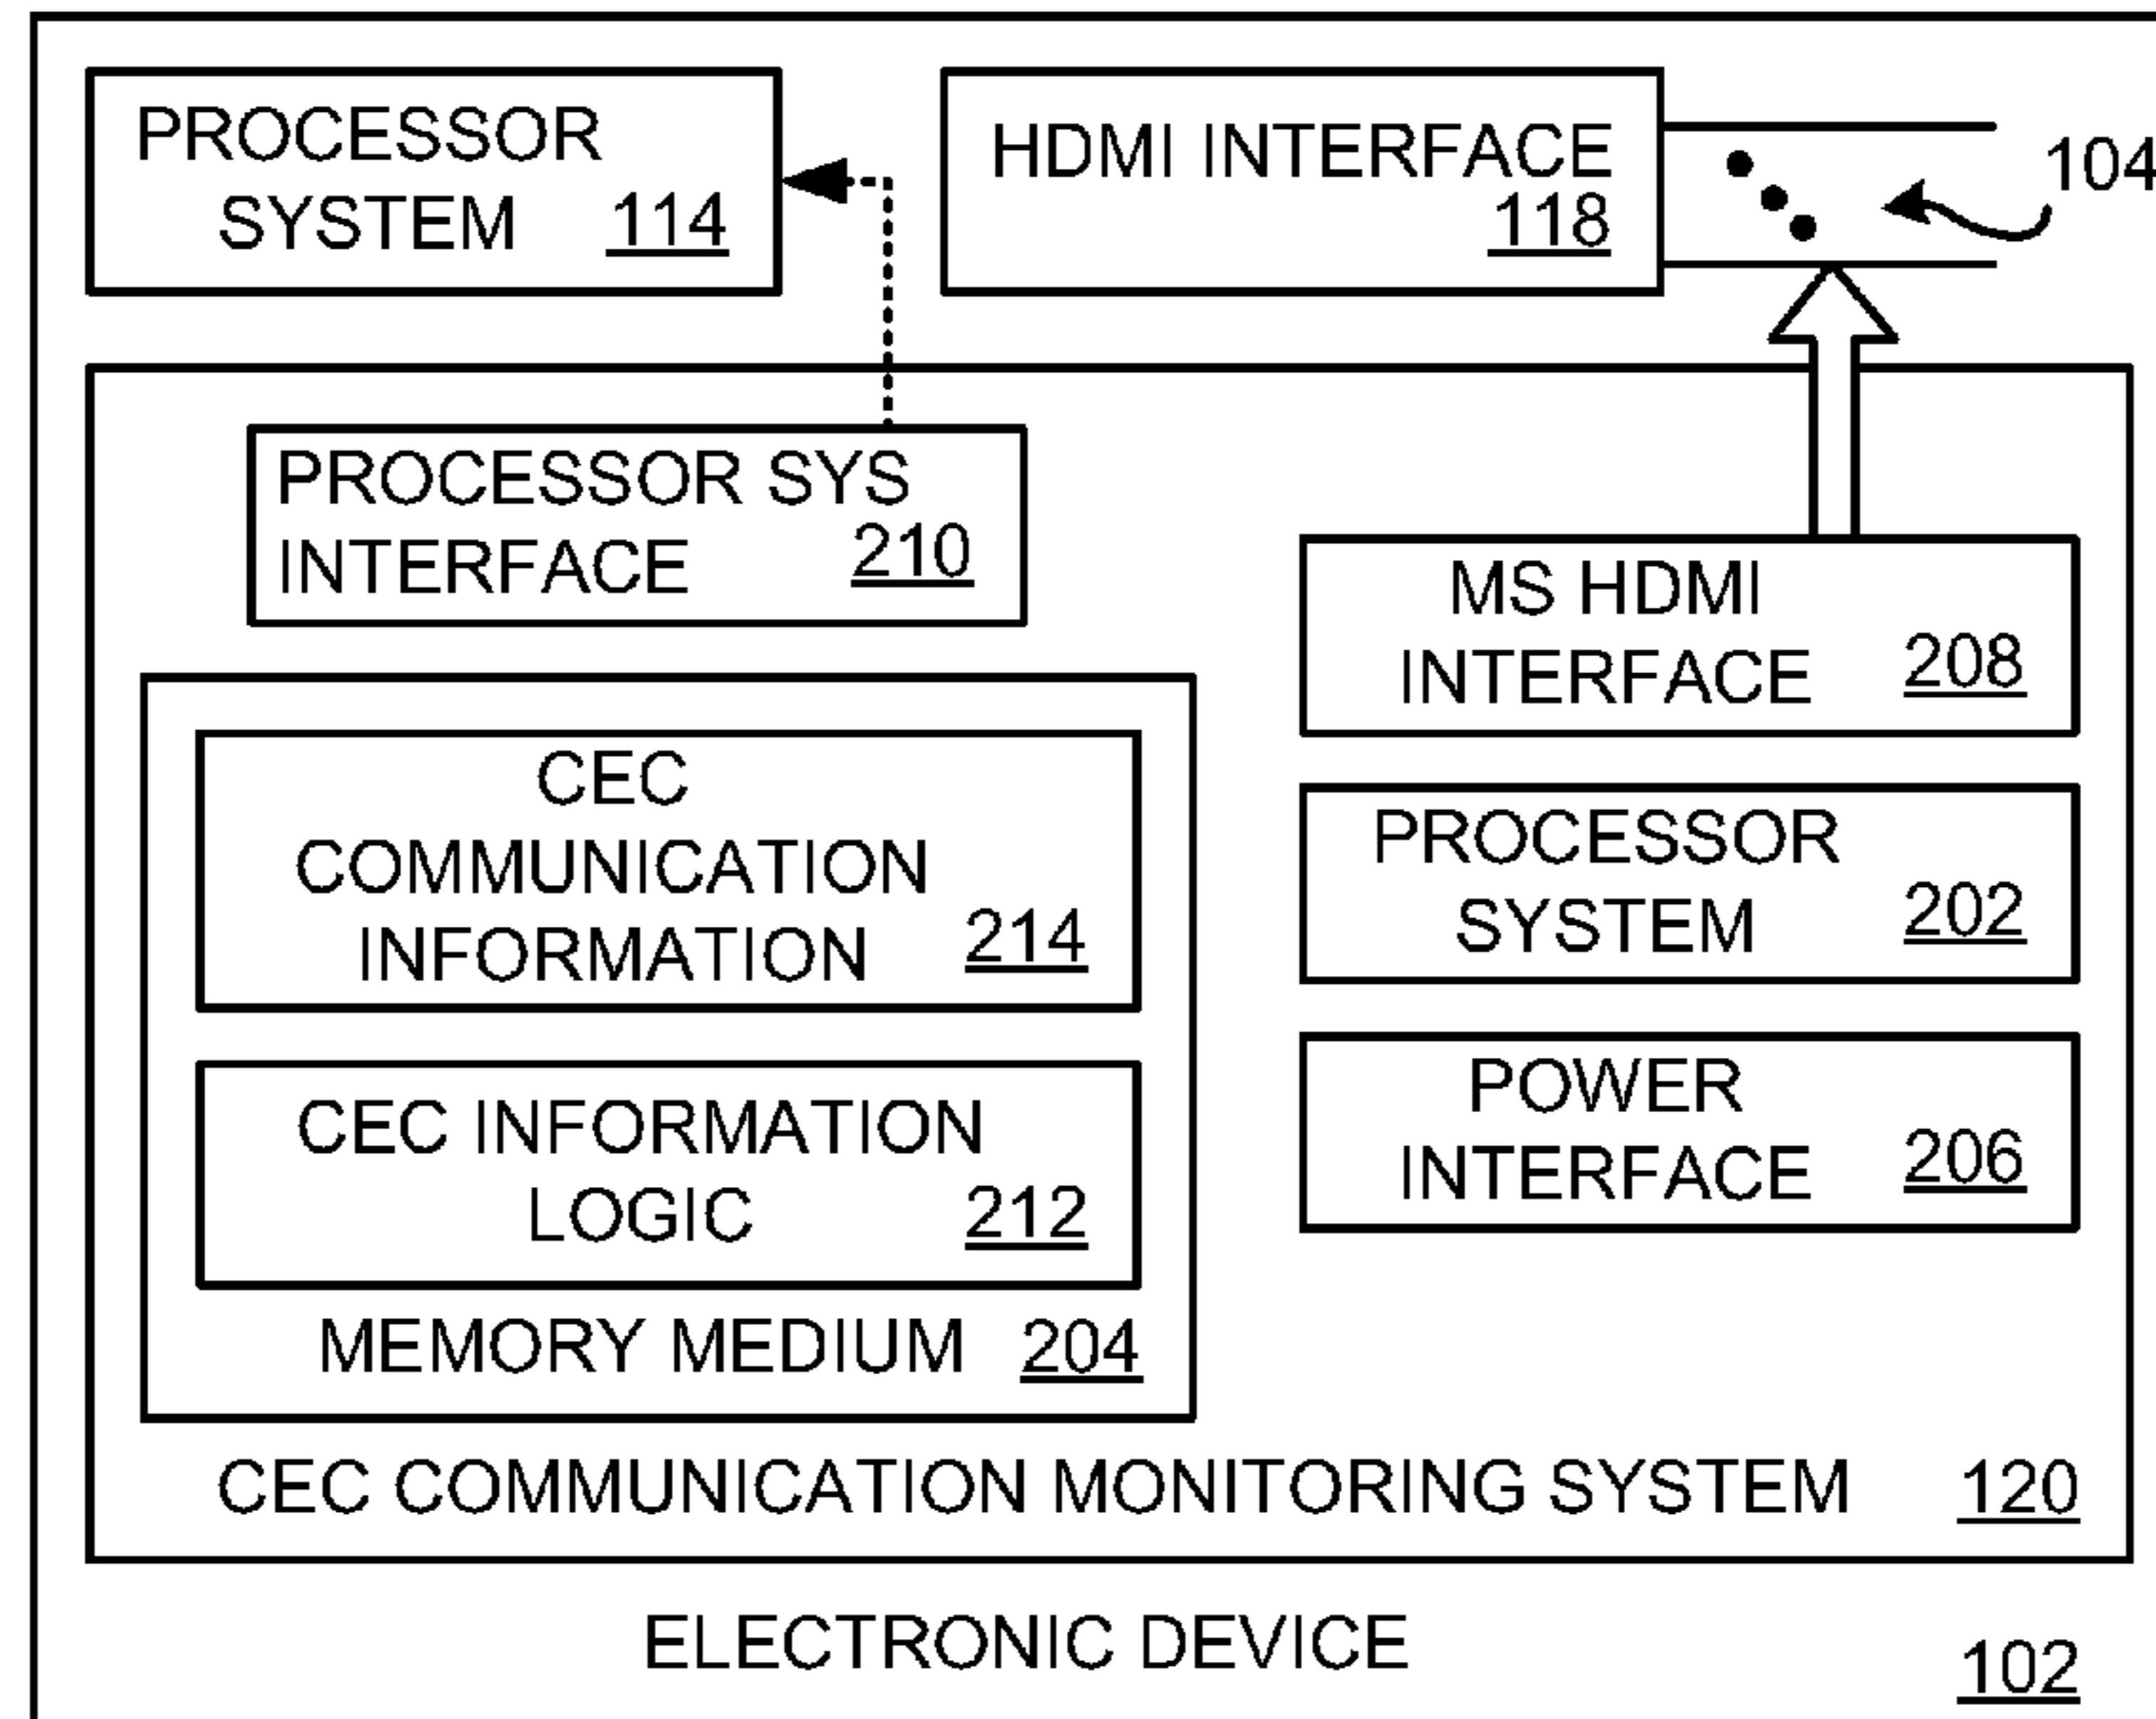 PROCESSOR
SYSTEM 114
HDMI INTERFACE
118
104
PROCESSOR SYS
INTERFACE 210
MS HDMI
INTERFACE 208
CEC
COMMUNICATION
INFORMATION 214
PROCESSOR
SYSTEM 202
CEC INFORMATION
LOGIC 212
POWER
INTERFACE 206
MEMORY MEDIUM 204
CEC COMMUNICATION MONITORING SYSTEM 120
ELECTRONIC DEVICE
102